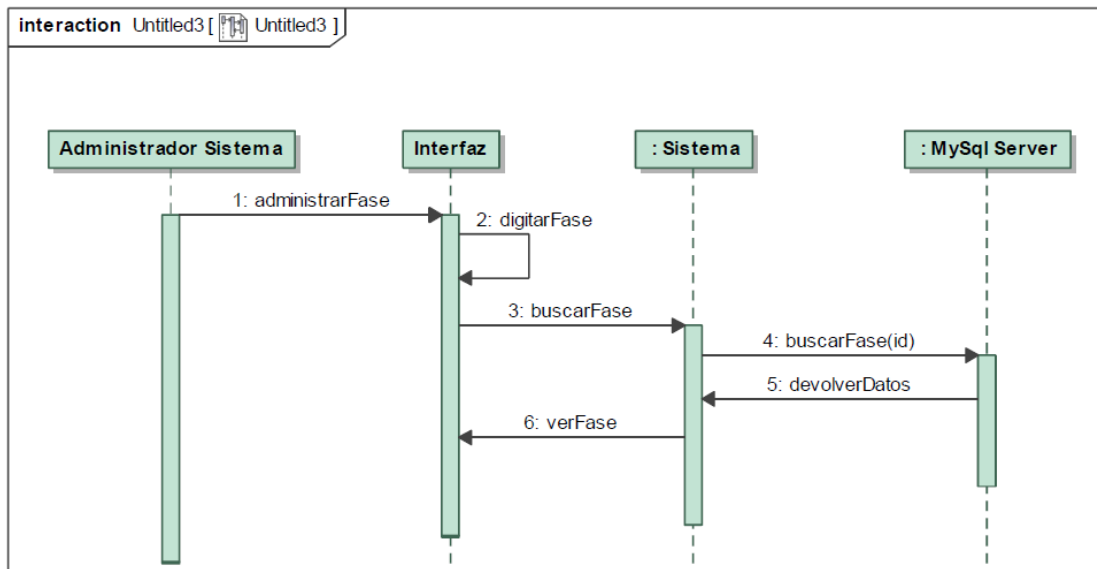 interaction Untitled3 [ Untitled3 ]
Administrador Sistema
Interfaz
: Sistema
: MySql Server
1: administrarFase
2: digitarFase
3: buscarFase
4: buscarFase(id)
5: devolverDatos
6: verFase